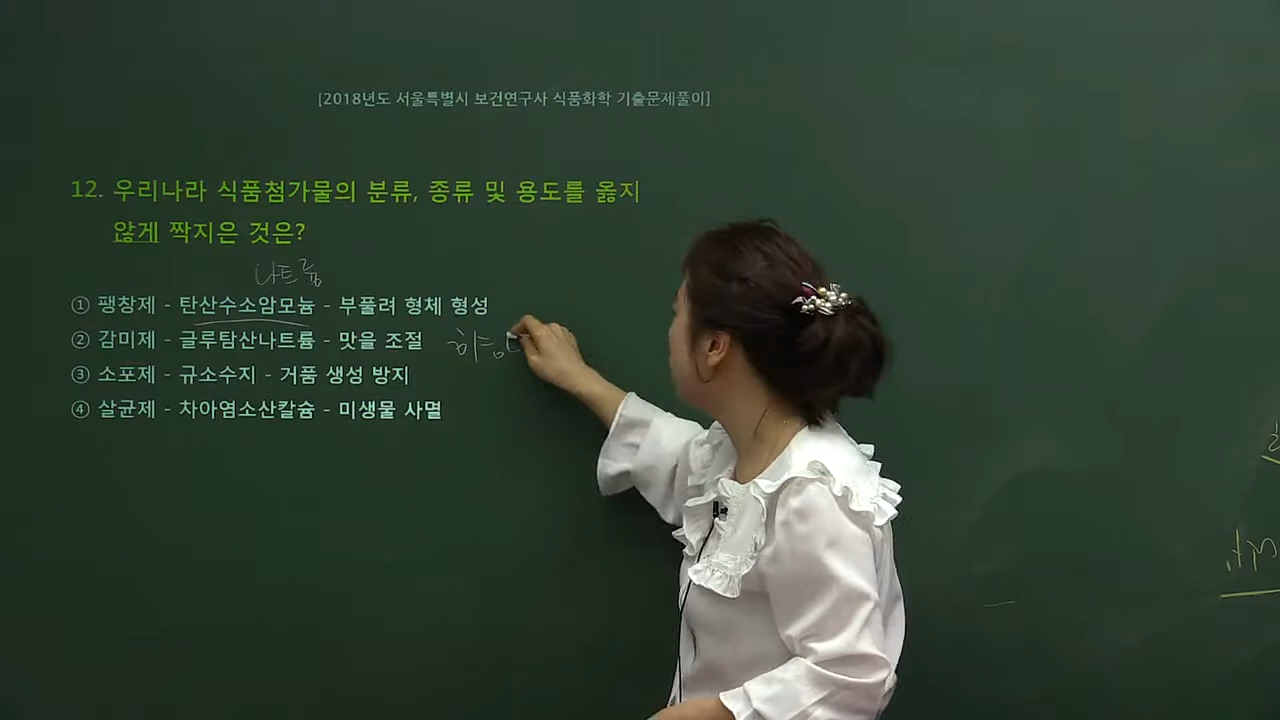 [2018년도 서울특별시 보건연구사 식품화학 기출문제풀이]
12. 우리나라 식품첨가물의 분류, 종류 및 용도를 옳지
않게 짝지은 것은?
나트륨
① 팽창제 - 탄산수소암모늄 - 부풀려 형체 형성
② 감미제 - 글루탐산나트륨 - 맛을 조절
③ 소포제 - 규소수지 - 거품 생성 방지
④ 살균제 - 차아염소산칼슘 - 미생물 사멸